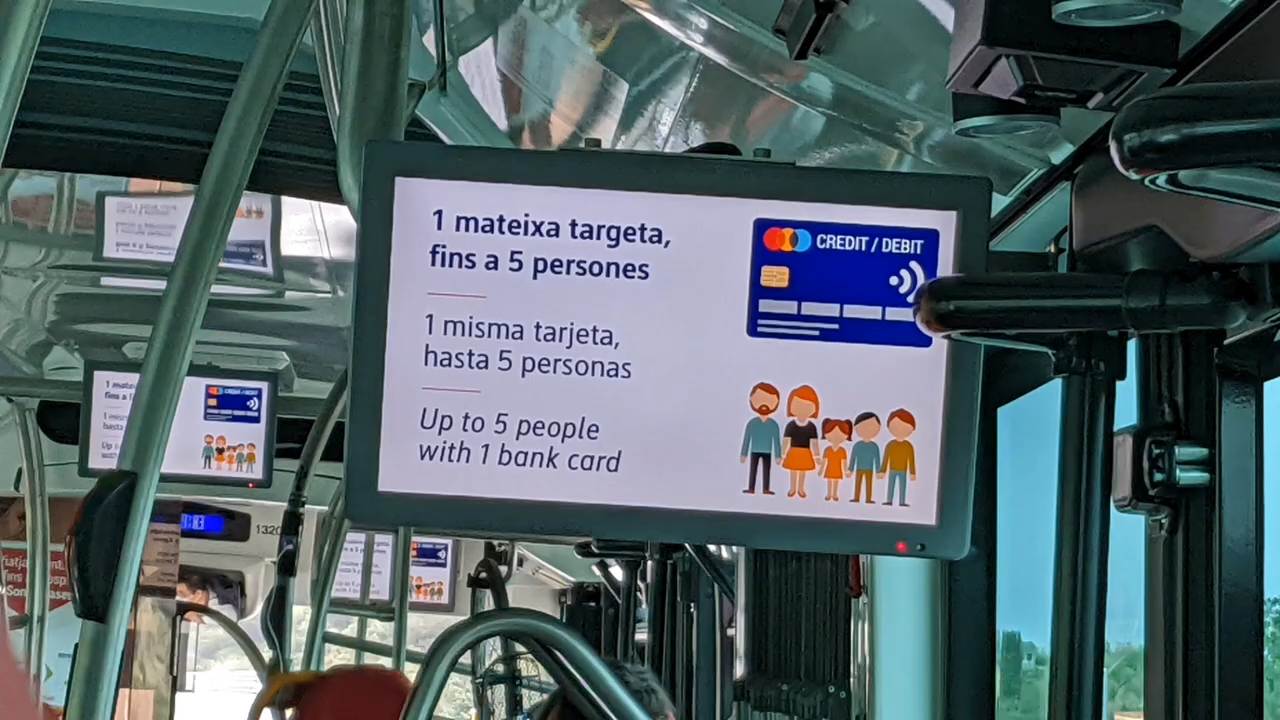 1 mateixa targeta,
fins a 5 persones
1 misma tarjeta,
hasta 5 personas
Up to 5 people
with 1 bank card
CREDIT / DEBIT
1320